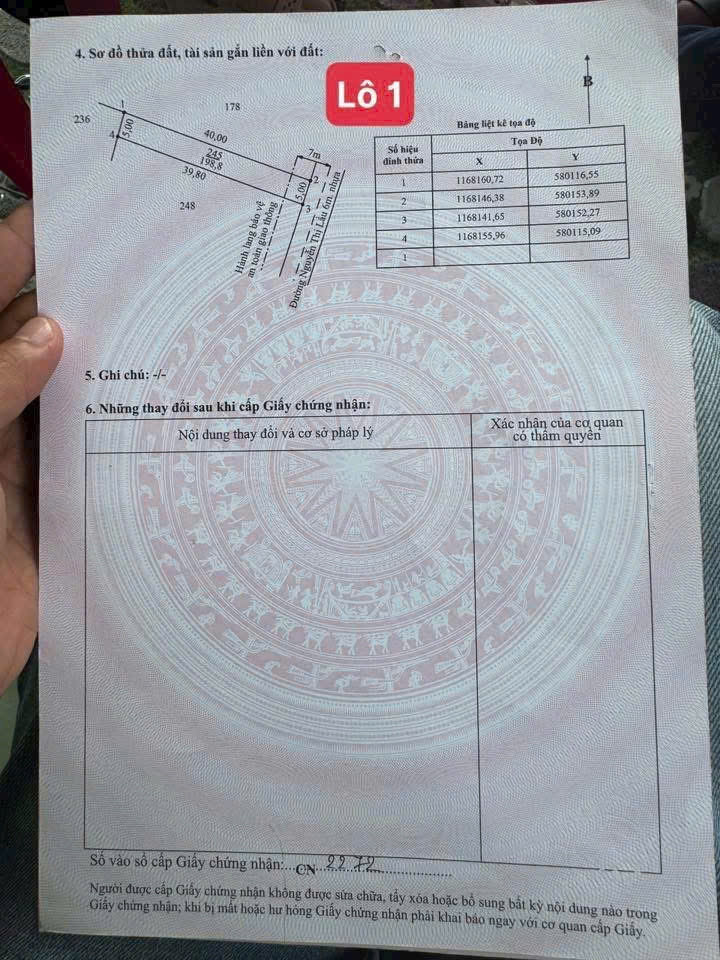 4. Sơ đồ thửa đất, tài sản gắn liền với đất:
Lô 1
B
236
1
178
4
5,00
40,00
245
198,8
39,80
7m
2
5,00
3
248
Hành lang bảo vệ
an toàn giao thông
Đường Nguyễn Thị Lắu 6m nhựa
Bảng liệt kê tọa độ
Số hiệu đỉnh thửa
Tọa Độ
X Y
1 1168160,72 580116,55
2 1168146,38 580153,89
3 1168141,65 580152,27
4 1168155,96 580115,09
1
5. Ghi chú: -/-
6. Những thay đổi sau khi cấp Giấy chứng nhận:
Nội dung thay đổi và cơ sở pháp lý
Xác nhận của cơ quan
có thẩm quyền
Số vào sổ cấp Giấy chứng nhận:...CN 2272
Người được cấp Giấy chứng nhận không được sửa chữa, tẩy xóa hoặc bổ sung bất kỳ nội dung nào trong
Giấy chứng nhận; khi bị mất hoặc hư hỏng Giấy chứng nhận phải khai báo ngay với cơ quan cấp Giấy.